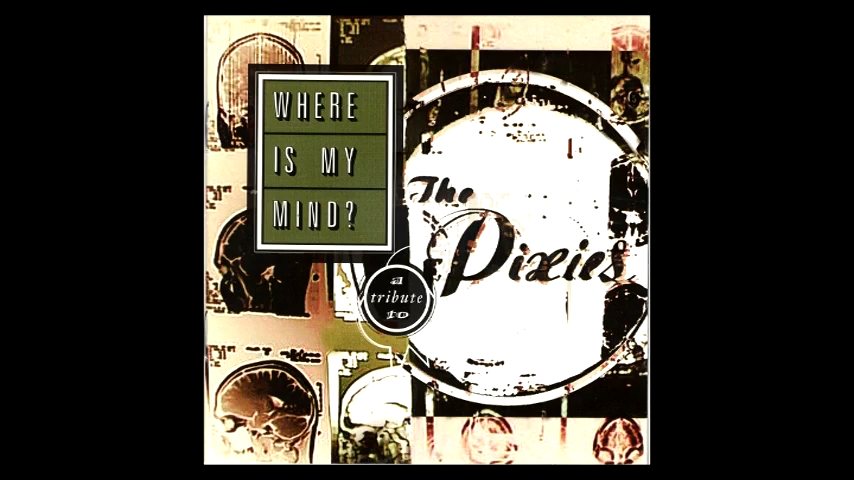 WHERE
IS MY
MIND?
a
tribute
to
The
Pixies